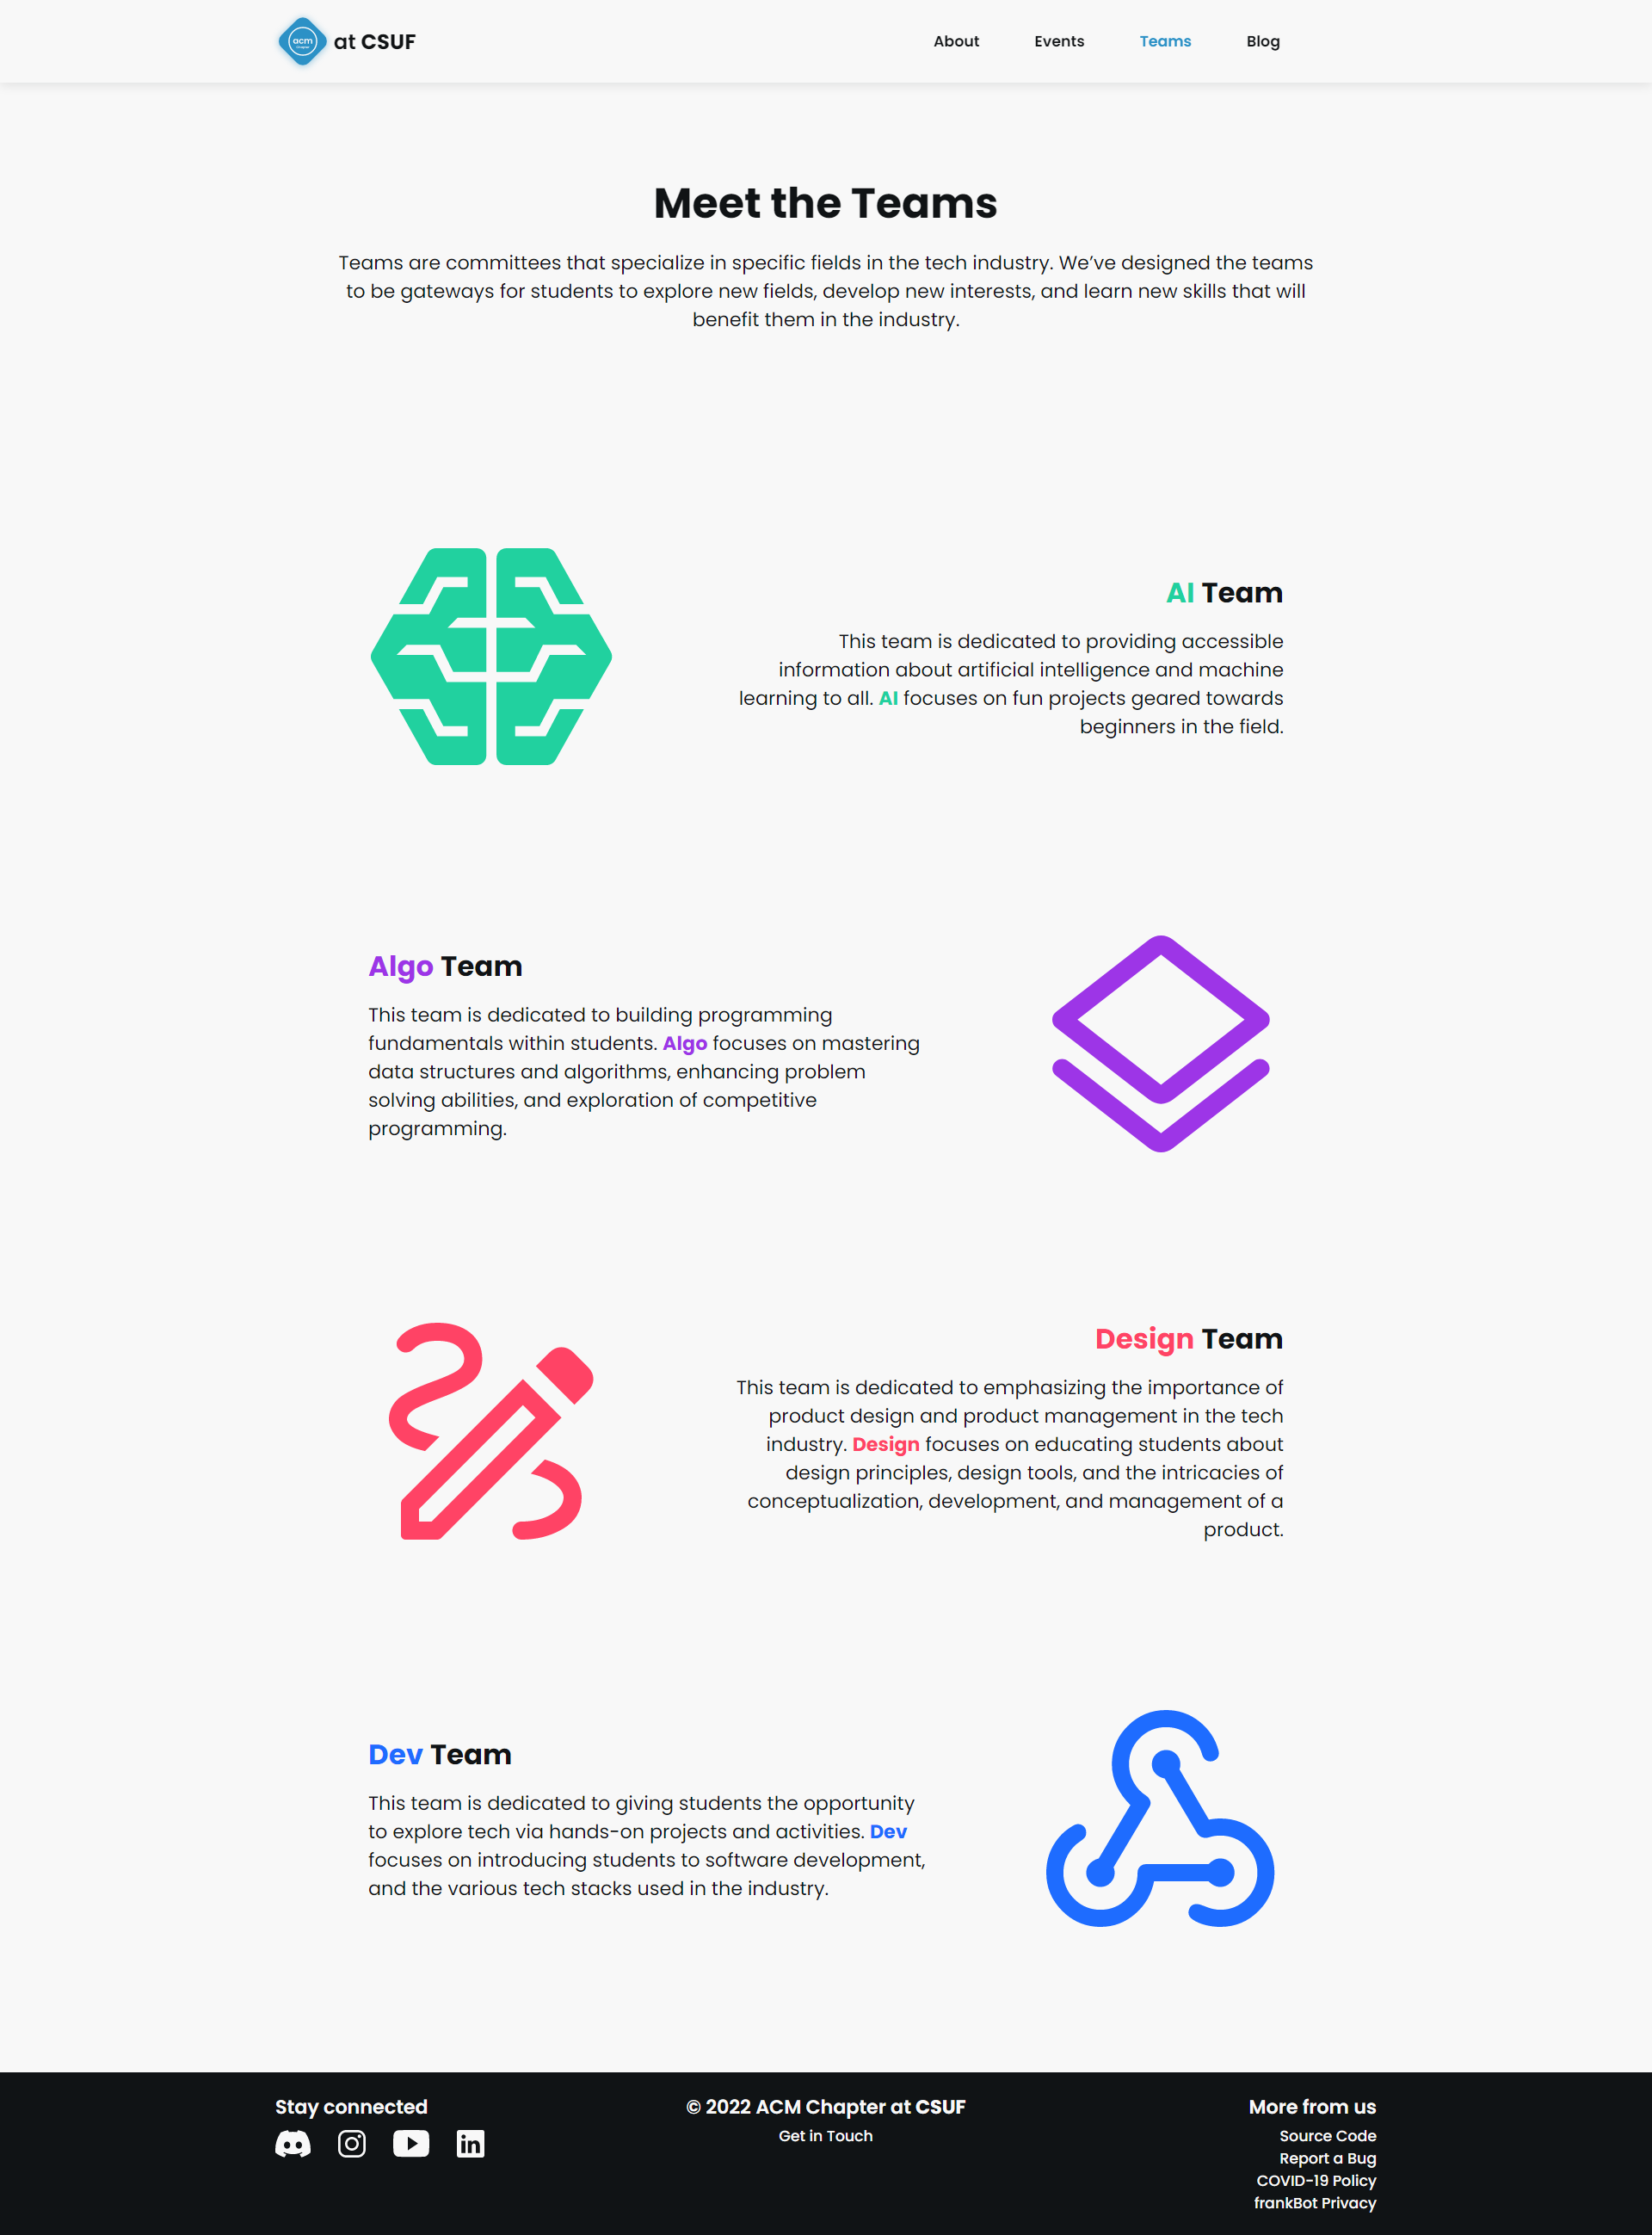 acm
at CSUF
About
Events
Teams
Blog
Meet the Teams
Teams are committees that specialize in specific fields in the tech industry. We’ve designed the teams
to be gateways for students to explore new fields, develop new interests, and learn new skills that will
benefit them in the industry.
AI Team
This team is dedicated to providing accessible
information about artificial intelligence and machine
learning to all. AI focuses on fun projects geared towards
beginners in the field.
Algo Team
This team is dedicated to building programming
fundamentals within students. Algo focuses on mastering
data structures and algorithms, enhancing problem
solving abilities, and exploration of competitive
programming.
Design Team
This team is dedicated to emphasizing the importance of
product design and product management in the tech
industry. Design focuses on educating students about
design principles, design tools, and the intricacies of
conceptualization, development, and management of a
product.
Dev Team
This team is dedicated to giving students the opportunity
to explore tech via hands-on projects and activities. Dev
focuses on introducing students to software development,
and the various tech stacks used in the industry.
Stay connected
in
© 2022 ACM Chapter at CSUF
Get in Touch
More from us
Source Code
Report a Bug
COVID-19 Policy
frankBot Privacy